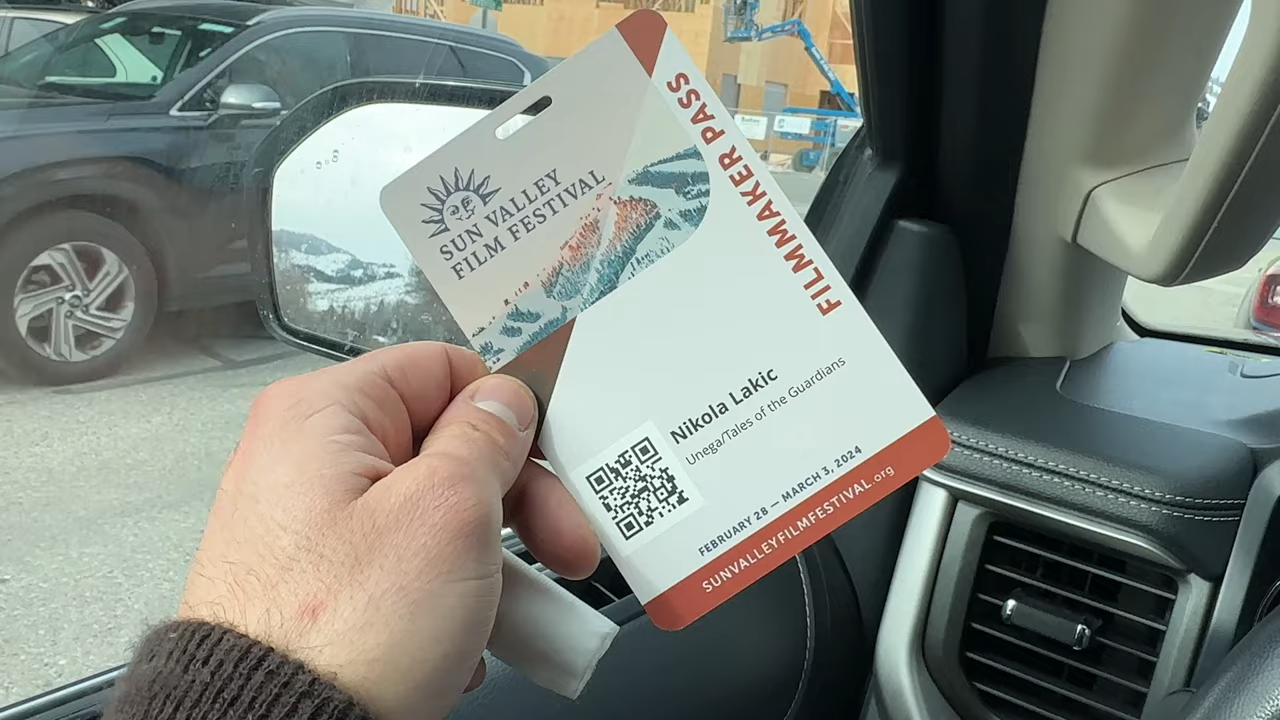 SUN VALLEY
FILM FESTIVAL
FILMMAKER PASS
Nikola Lakic
Unega/Tales of the Guardians
FEBRUARY 28 — MARCH 3, 2024
SUNVALLEYFILMFESTIVAL.org